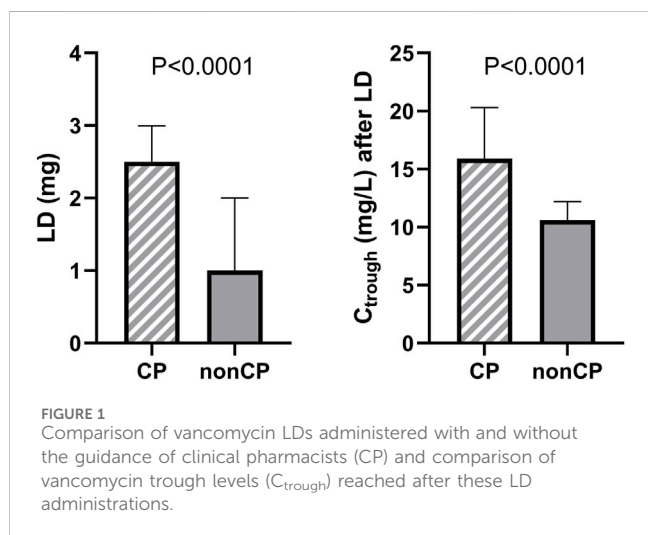 P<0.0001
LD (mg)
4
3
2
1
0
CP nonCP
P<0.0001
Ctrough (mg/L) after LD
25
20
15
10
5
0
CP nonCP
FIGURE 1
Comparison of vancomycin LDs administered with and without
the guidance of clinical pharmacists (CP) and comparison of
vancomycin trough levels (Ctrough) reached after these LD
administrations.